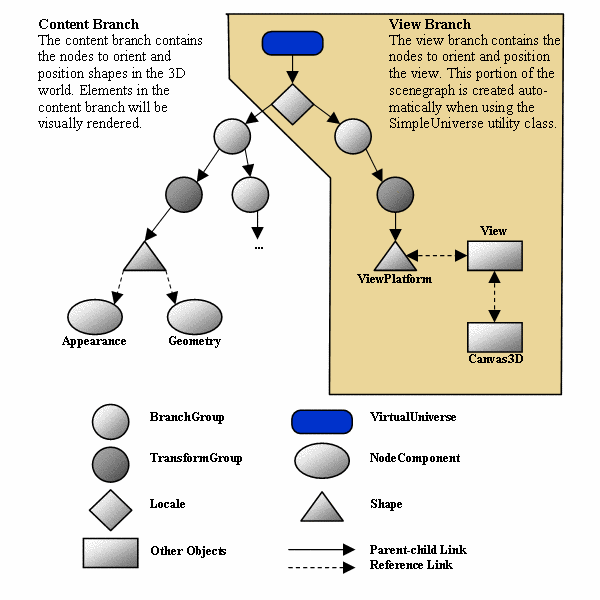 Content Branch
The content branch contains
the nodes to orient and
position shapes in the 3D
world. Elements in the
content branch will be
visually rendered.
View Branch
The view branch contains the
nodes to orient and position
the view. This portion of the
scenegraph is created auto-
matically when using the
SimpleUniverse utility class.
...
View
ViewPlatform
Appearance
Geometry
Canvas3D
BranchGroup
VirtualUniverse
TransformGroup
NodeComponent
Locale
Shape
Other Objects
Parent-child Link
Reference Link